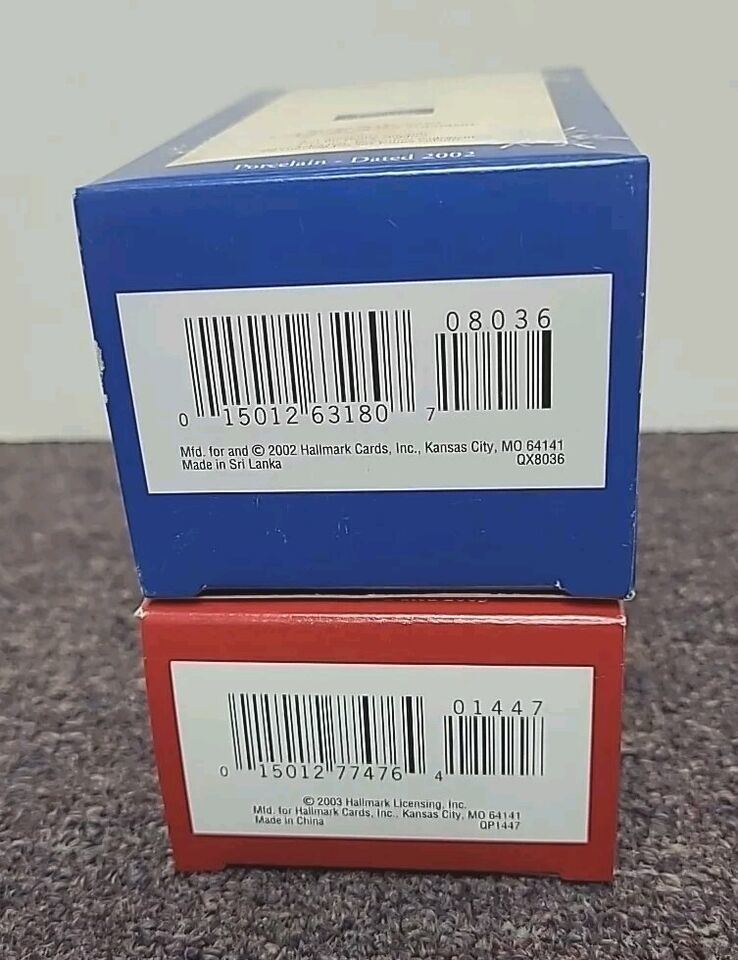 Porcelain • Dated 2002
08036
0 15012 63180 7
Mfd. for and © 2002 Hallmark Cards, Inc., Kansas City, MO 64141
Made in Sri Lanka QX8036
01447
0 15012 77476 4
© 2003 Hallmark Licensing, Inc.
Mfd. for Hallmark Cards, Inc., Kansas City, MO 64141
Made in China QP1447